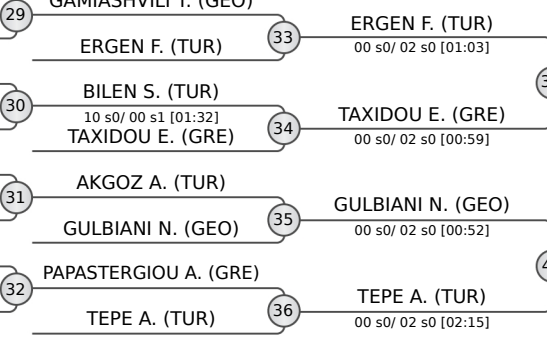 29
GAMIASHVILI T. (GEO)
33
ERGEN F. (TUR)
00 s0/ 02 s0 [01:03]
ERGEN F. (TUR)
BILEN S. (TUR)
30
10 s0/ 00 s1 [01:32]
TAXIDOU E. (GRE)
34
TAXIDOU E. (GRE)
00 s0/ 02 s0 [00:59]
AKGOZ A. (TUR)
31
GULBIANI N. (GEO)
35
GULBIANI N. (GEO)
00 s0/ 02 s0 [00:52]
PAPASTERGIOU A. (GRE)
32
TEPE A. (TUR)
36
TEPE A. (TUR)
00 s0/ 02 s0 [02:15]